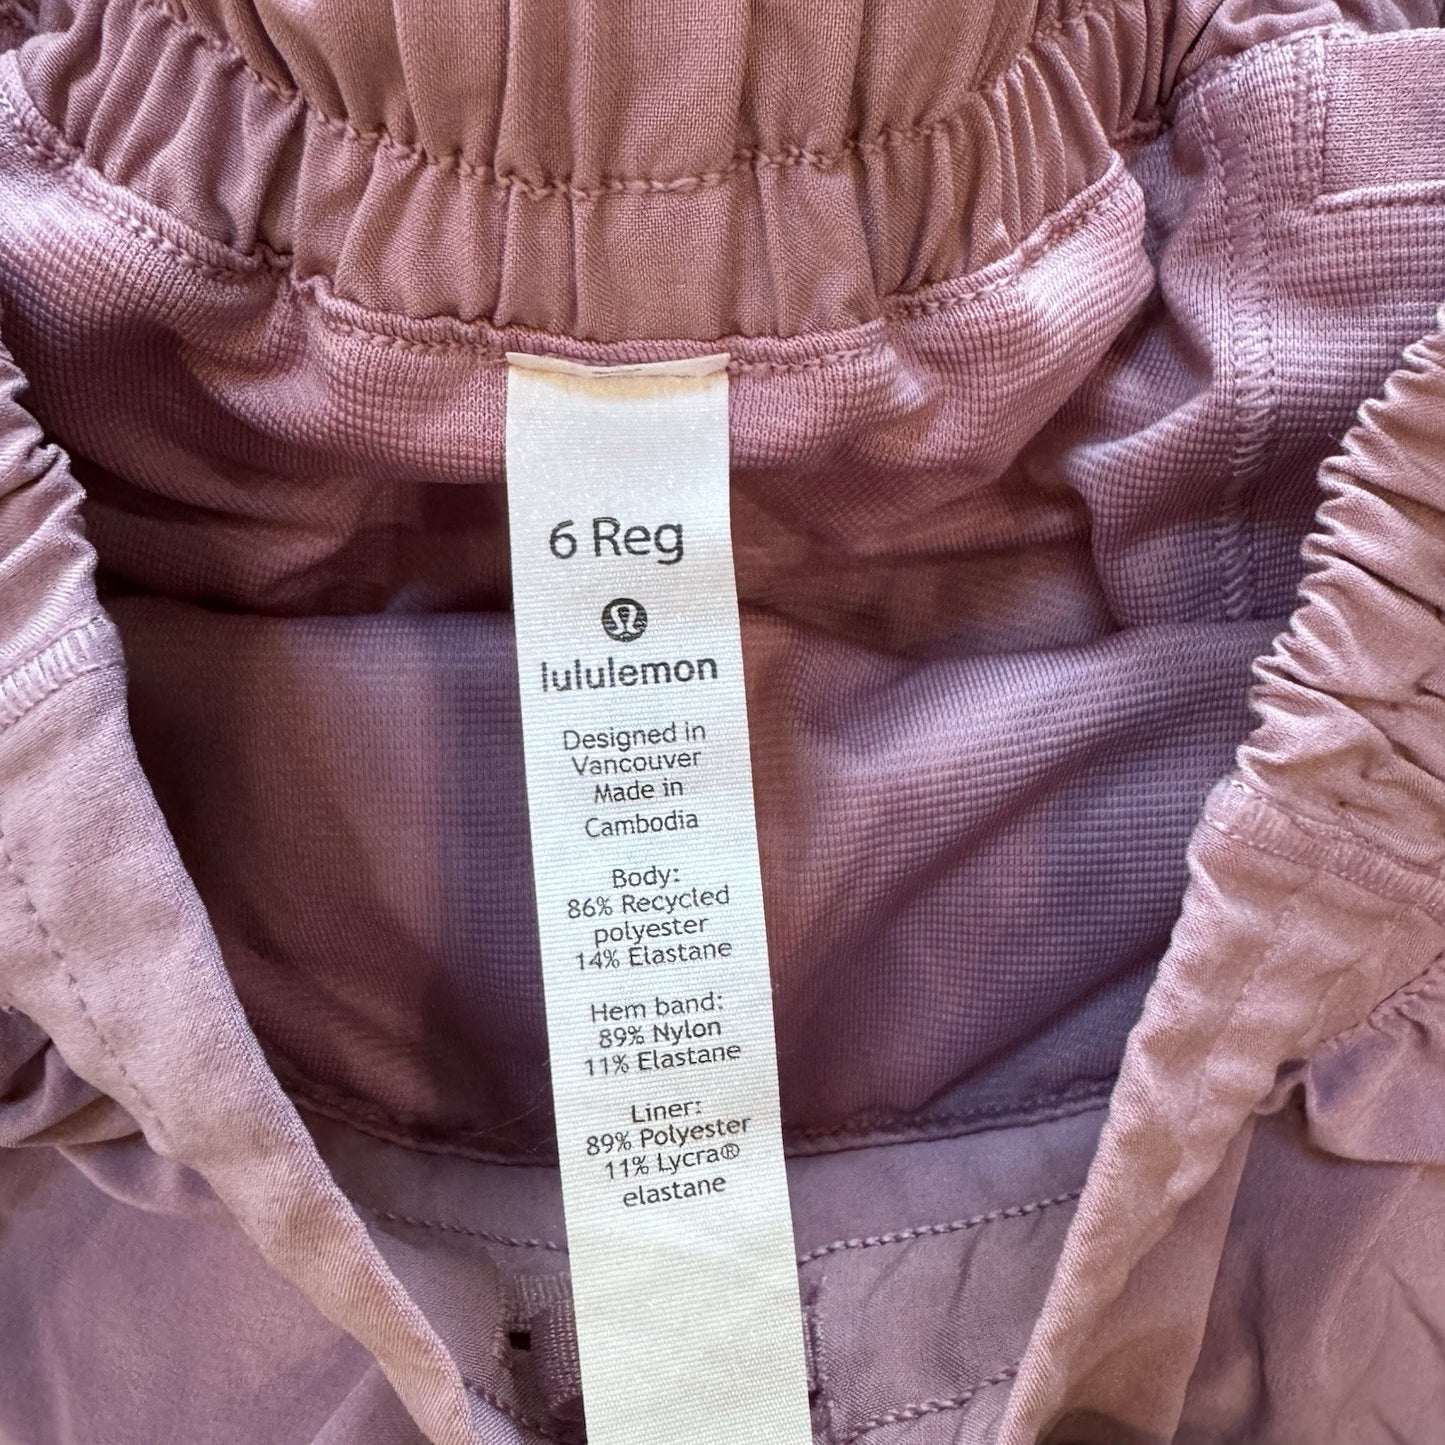 6 Reg
lululemon
Designed in
Vancouver
Made in
Cambodia
Body:
86% Recycled
polyester
14% Elastane
Hem band:
89% Nylon
11% Elastane
Liner:
89% Polyester
11% Lycra®
elastane